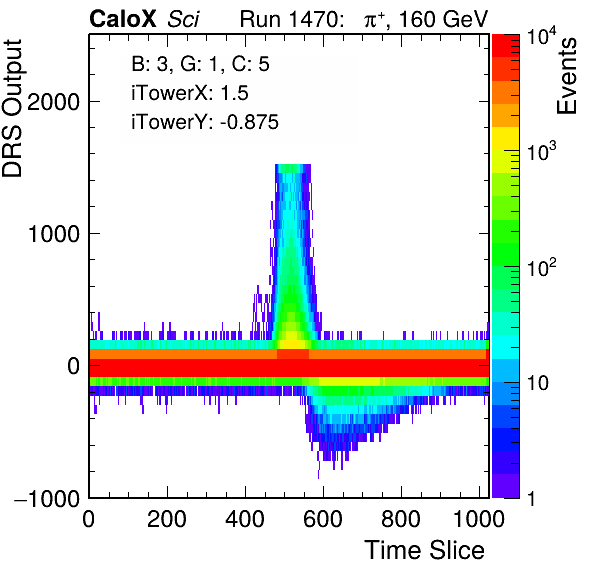 CaloX Sci Run 1470: π⁺, 160 GeV
B: 3, G: 1, C: 5
iTowerX: 1.5
iTowerY: -0.875
DRS Output
2000
1000
0
−1000
0 200 400 600 800 1000
Time Slice
Events
10⁴
10³
10²
10
1